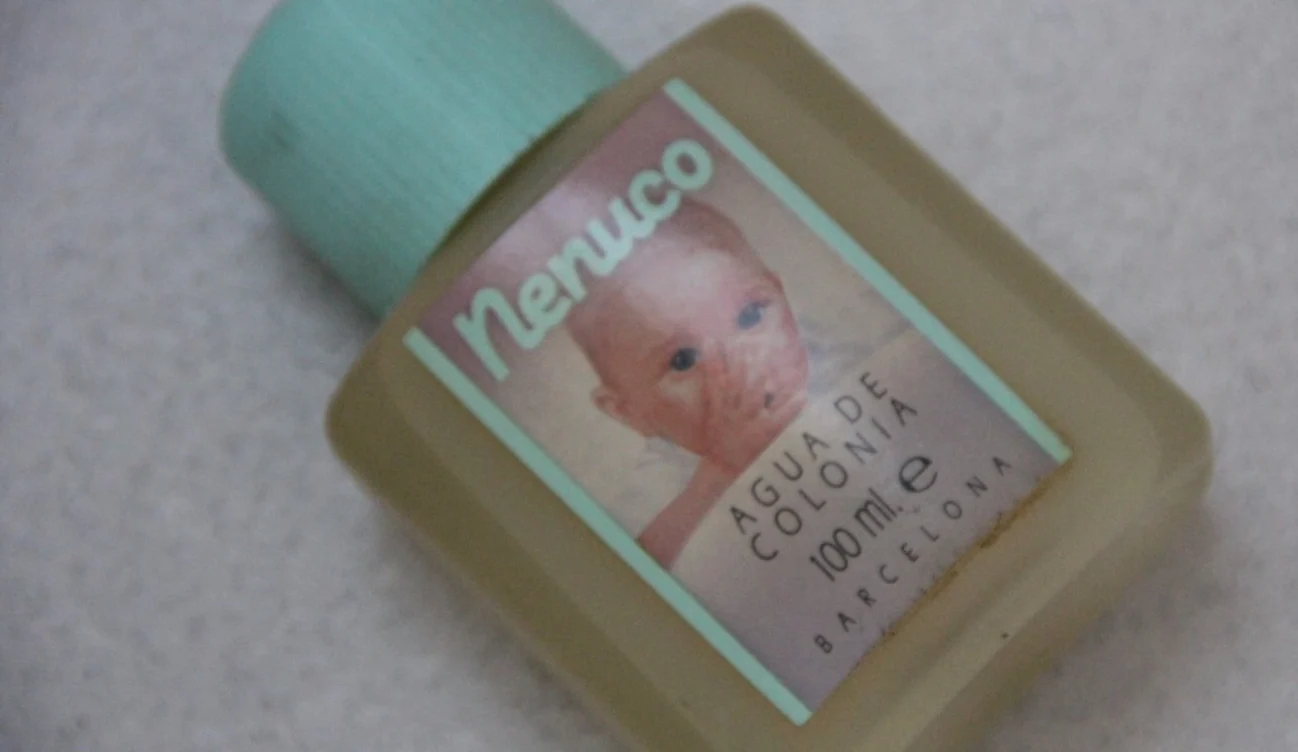 nenuco
AGUA DE
COLONIA
100 ml. ℮
BARCELONA